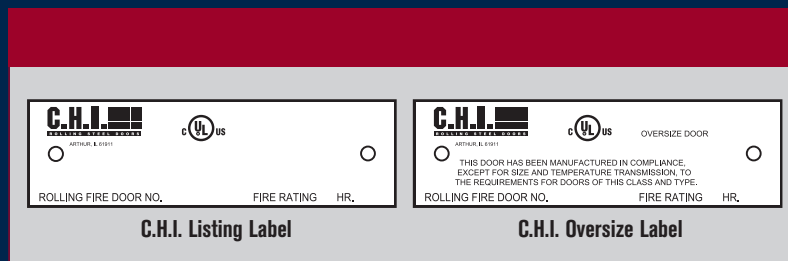 C.H.I.
ROLLING STEEL DOORS
ARTHUR, IL 61911
C UL US
ROLLING FIRE DOOR NO. FIRE RATING HR.
C.H.I. Listing Label
C.H.I.
ROLLING STEEL DOORS
ARTHUR, IL 61911
C UL US
OVERSIZE DOOR
THIS DOOR HAS BEEN MANUFACTURED IN COMPLIANCE,
EXCEPT FOR SIZE AND TEMPERATURE TRANSMISSION, TO
THE REQUIREMENTS FOR DOORS OF THIS CLASS AND TYPE.
ROLLING FIRE DOOR NO. FIRE RATING HR.
C.H.I. Oversize Label